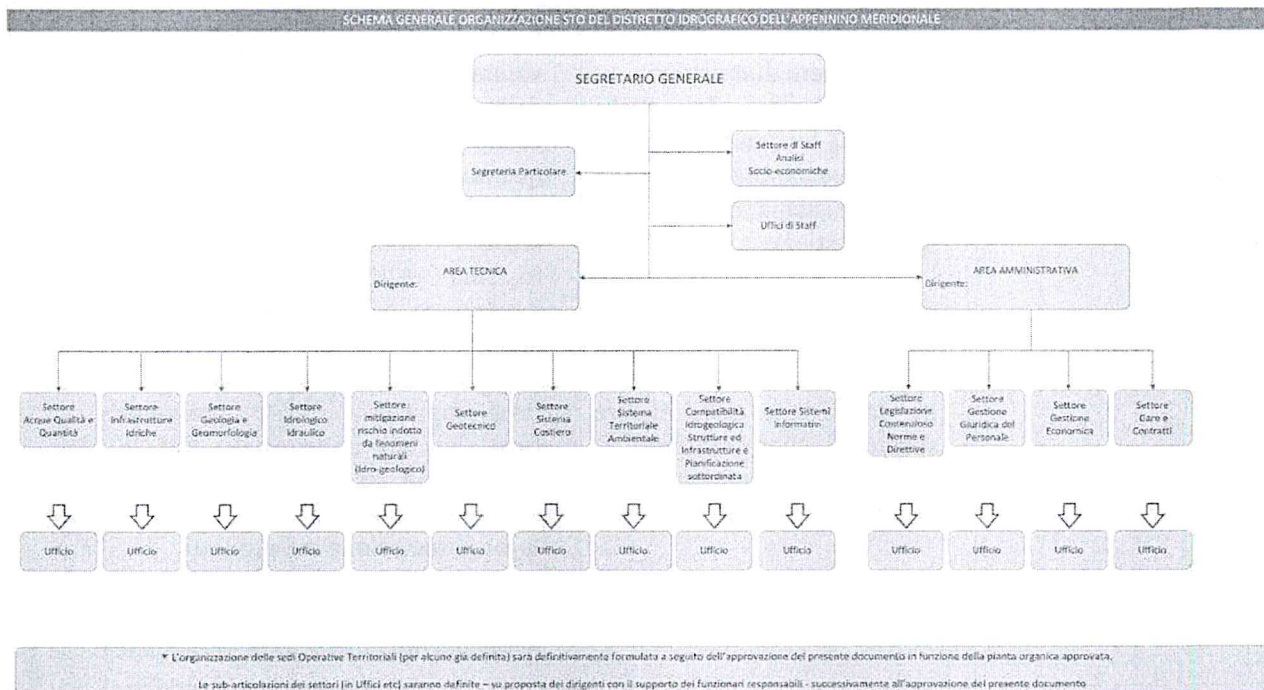 SCHEMA GENERALE ORGANIZZAZIONE STO DEL DISTRETTO IDROGRAFICO DELL'APPENNINO MERIDIONALE
SEGRETARIO GENERALE
Settore di Staff
Analisi
Socio-economiche
Segreteria Particolare
Uffici di Staff
AREA TECNICA
Dirigente:
AREA AMMINISTRATIVA
Dirigente:
Settore
Acque Qualità e
Quantità
Settore
Infrastrutture
Idriche
Settore
Geologia e
Geomorfologia
Settore
Idrologico
Idraulico
Settore
mitigazione
rischio indotto
da fenomeni
naturali
(Idro-geologico)
Settore
Geotecnico
Settore
Sistema
Costiero
Settore
Sistema
Territoriale
Ambientale
Settore
Compatibilità
Idrogeologica
Strutture ed
Infrastrutture e
Pianificazione
sottordinata
Settore Sistemi
Informativi
Settore
Legislazione
Contenzioso
Norme e
Direttive
Settore
Gestione
Giuridica del
Personale
Settore
Gestione
Economica
Settore
Gare e
Contratti
Ufficio
Ufficio
Ufficio
Ufficio
Ufficio
Ufficio
Ufficio
Ufficio
Ufficio
Ufficio
Ufficio
Ufficio
Ufficio
Ufficio
* L'organizzazione delle sedi Operative Territoriali (per alcune già definita) sarà definitivamente formulata a seguito dell'approvazione del presente documento in funzione della pianta organica approvata.
Le sub-articolazioni dei settori (in Uffici etc) saranno definite – su proposta dei dirigenti con il supporto dei funzionari responsabili - successivamente all'approvazione del presente documento